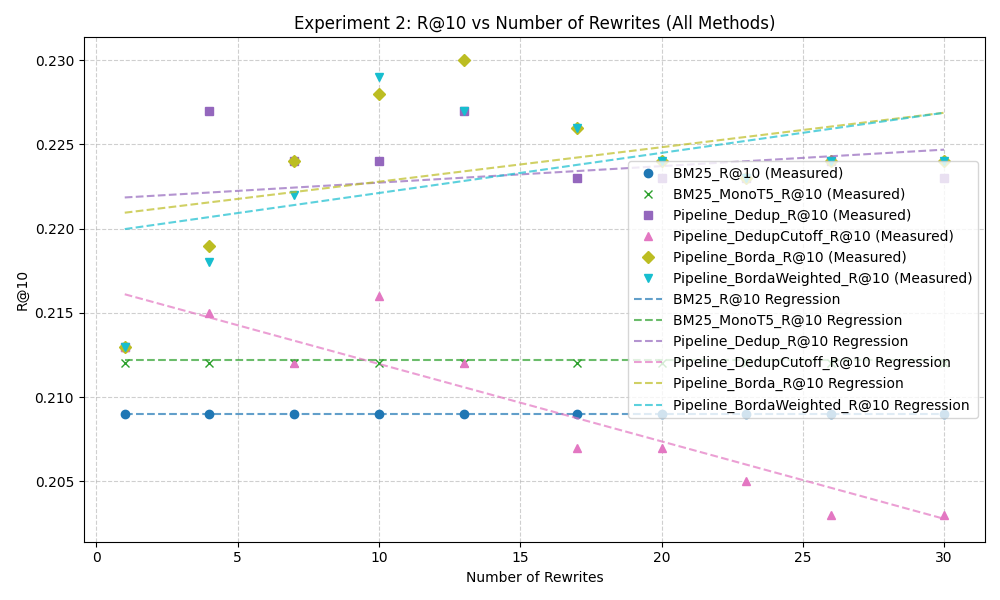 Experiment 2: R@10 vs Number of Rewrites (All Methods)
R@10
0.230
0.225
0.220
0.215
0.210
0.205
BM25_R@10 (Measured)
BM25_MonoT5_R@10 (Measured)
Pipeline_Dedup_R@10 (Measured)
Pipeline_DedupCutoff_R@10 (Measured)
Pipeline_Borda_R@10 (Measured)
Pipeline_BordaWeighted_R@10 (Measured)
BM25_R@10 Regression
BM25_MonoT5_R@10 Regression
Pipeline_Dedup_R@10 Regression
Pipeline_DedupCutoff_R@10 Regression
Pipeline_Borda_R@10 Regression
Pipeline_BordaWeighted_R@10 Regression
0 5 10 15 20 25 30
Number of Rewrites